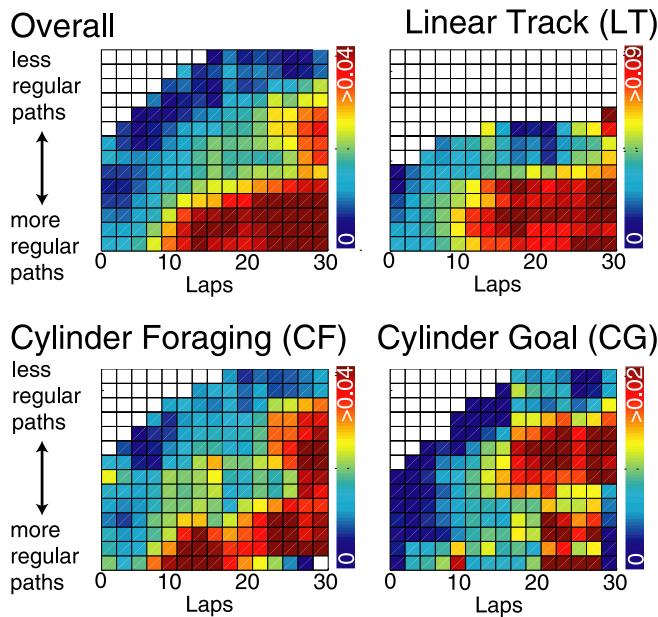 Overall
less
regular
paths
more
regular
paths
0
10
20
30
Laps
0
>0.04
Linear Track (LT)
0
10
20
30
Laps
0
>0.09
Cylinder Foraging (CF)
less
regular
paths
more
regular
paths
0
10
20
30
Laps
0
>0.04
Cylinder Goal (CG)
0
10
20
30
Laps
0
>0.02